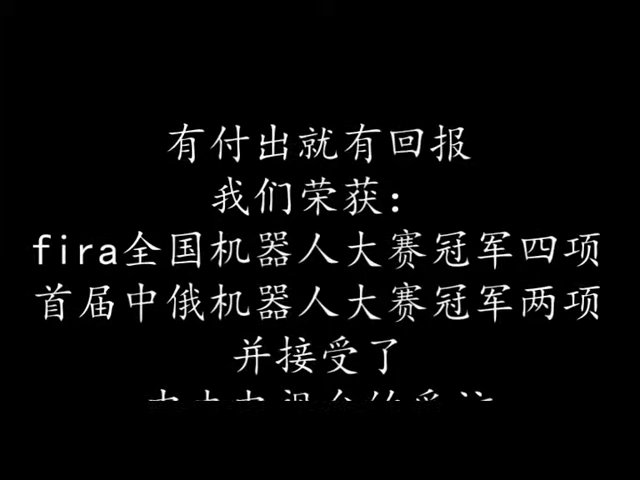 有付出就有回报
我们荣获：
fira全国机器人大赛冠军四项
首届中俄机器人大赛冠军两项
并接受了